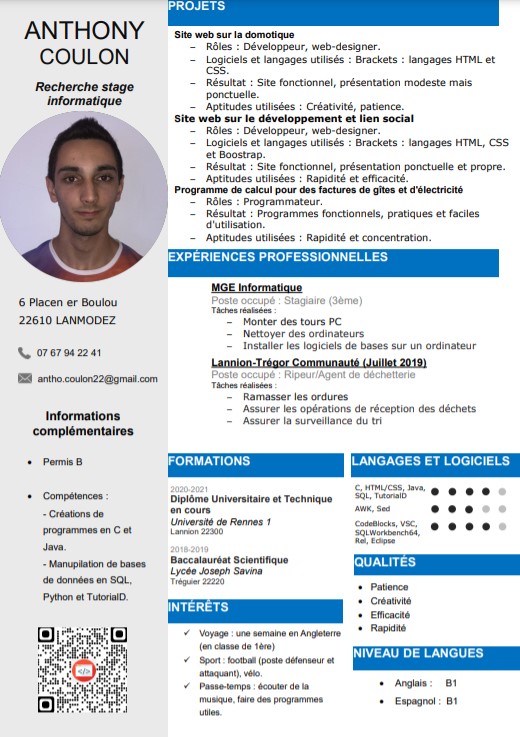 ANTHONY
COULON
Recherche stage
informatique
6 Placen er Boulou
22610 LANMODEZ
07 67 94 22 41
antho.coulon22@gmail.com
Informations
complémentaires
• Permis B
• Compétences :
- Créations de
programmes en C et
Java.
- Manupilation de bases
de données en SQL,
Python et TutorialD.
</>
PROJETS
Site web sur la domotique
– Rôles : Développeur, web-designer.
– Logiciels et langages utilisés : Brackets : langages HTML et
CSS.
– Résultat : Site fonctionnel, présentation modeste mais
ponctuelle.
– Aptitudes utilisées : Créativité, patience.
Site web sur le développement et lien social
– Rôles : Développeur, web-designer.
– Logiciels et langages utilisés : Brackets : langages HTML, CSS
et Boostrap.
– Résultat : Site fonctionnel, présentation ponctuelle et propre.
– Aptitudes utilisées : Rapidité et efficacité.
Programme de calcul pour des factures de gîtes et d'électricité
– Rôles : Programmeur.
– Résultat : Programmes fonctionnels, pratiques et faciles
d'utilisation.
– Aptitudes utilisées : Rapidité et concentration.
EXPÉRIENCES PROFESSIONNELLES
MGE Informatique
Poste occupé : Stagiaire (3ème)
Tâches réalisées :
– Monter des tours PC
– Nettoyer des ordinateurs
– Installer les logiciels de bases sur un ordinateur
Lannion-Trégor Communauté (Juillet 2019)
Poste occupé : Ripeur/Agent de déchetterie
Tâches réalisées :
– Ramasser les ordures
– Assurer les opérations de réception des déchets
– Assurer la surveillance du tri
FORMATIONS
2020-2021
Diplôme Universitaire et Technique
en cours
Université de Rennes 1
Lannion 22300
2018-2019
Baccalauréat Scientifique
Lycée Joseph Savina
Tréguier 22220
INTÉRÊTS
✓ Voyage : une semaine en Angleterre
(en classe de 1ère)
✓ Sport : football (poste défenseur et
attaquant), vélo.
✓ Passe-temps : écouter de la
musique, faire des programmes
utiles.
LANGAGES ET LOGICIELS
C, HTML/CSS, Java,
SQL, TutorialD
AWK, Sed
CodeBlocks, VSC,
SQLWorkbench64,
Rel, Eclipse
QUALITÉS
• Patience
• Créativité
• Efficacité
• Rapidité
NIVEAU DE LANGUES
• Anglais : B1
• Espagnol : B1